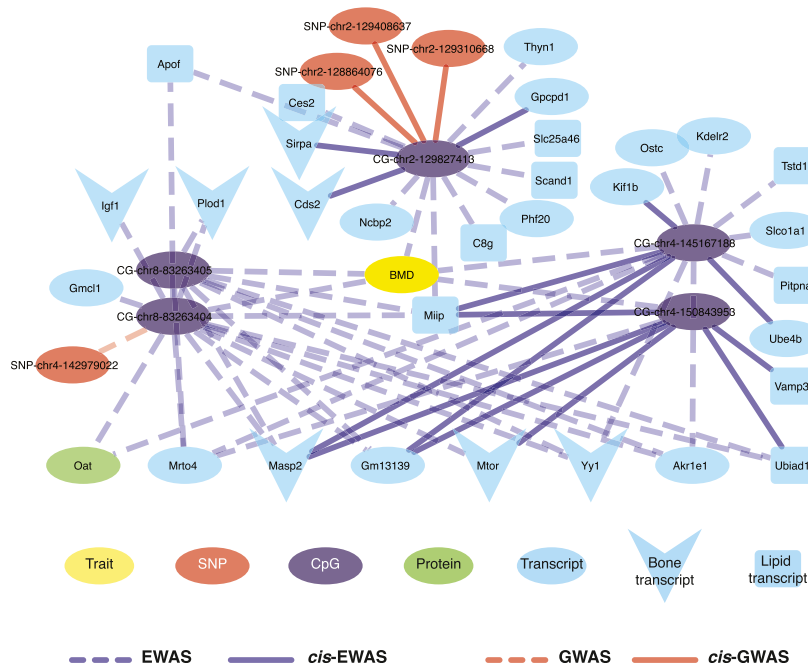 SNP-chr2-129408637
SNP-chr2-129310668
Thyn1
Apof
SNP-chr2-128864076
Ces2
Gpcpd1
Sirpa
Slc25a46
Ostc
Kdelr2
CG-chr2-129827413
Tstd1
Scand1
Kif1b
Igf1
Plod1
Cds2
Ncbp2
Phf20
Slco1a1
C8g
CG-chr4-145167188
CG-chr8-83263405
BMD
Gmcl1
Pitpna
CG-chr8-83263404
Miip
CG-chr4-150843953
Ube4b
SNP-chr4-142979022
Vamp3
Oat
Mrto4
Masp2
Gm13139
Mtor
Yy1
Akr1e1
Ubiad1
Trait
SNP
CpG
Protein
Transcript
Bone
transcript
Lipid
transcript
EWAS
cis-EWAS
GWAS
cis-GWAS